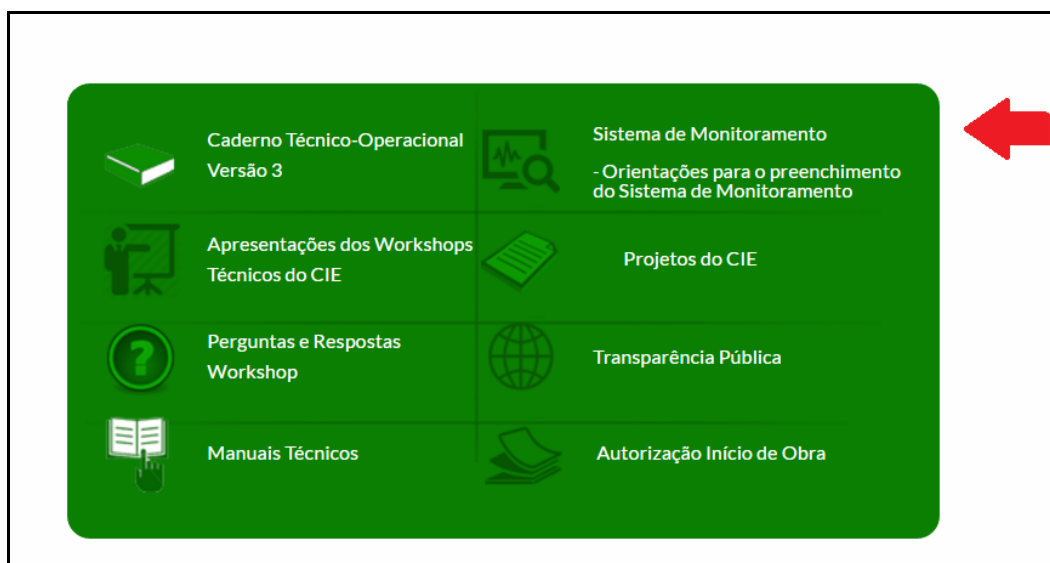 Caderno Técnico-Operacional
Versão 3
Sistema de Monitoramento
- Orientações para o preenchimento
do Sistema de Monitoramento
Apresentações dos Workshops
Técnicos do CIE
Projetos do CIE
Perguntas e Respostas
Workshop
Transparência Pública
Manuais Técnicos
Autorização Início de Obra